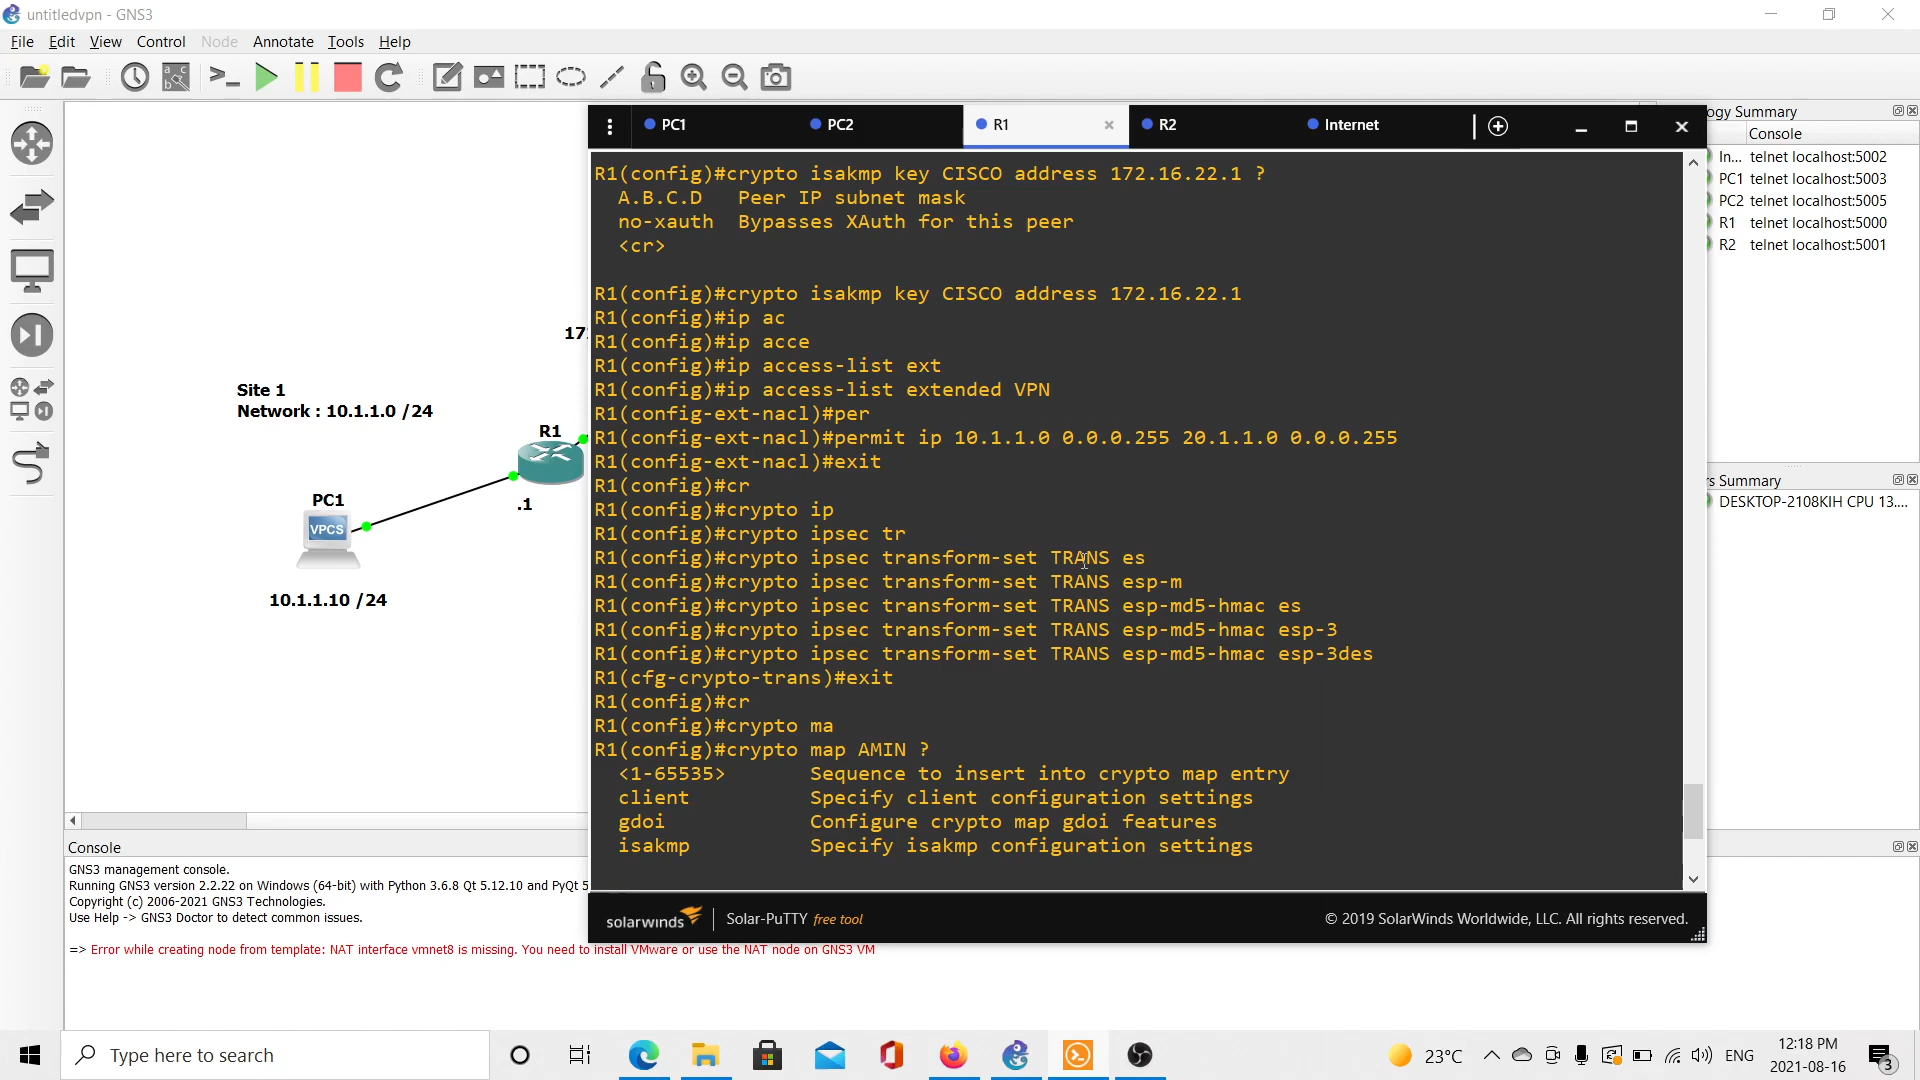 untitledvpn - GNS3
File Edit View Control Node Annotate Tools Help
PC1
PC2
R1
R2
Internet
R1(config)#crypto isakmp key CISCO address 172.16.22.1 ?
A.B.C.D Peer IP subnet mask
no-xauth Bypasses XAuth for this peer
<cr>
R1(config)#crypto isakmp key CISCO address 172.16.22.1
R1(config)#ip ac
R1(config)#ip acce
R1(config)#ip access-list ext
R1(config)#ip access-list extended VPN
R1(config-ext-nacl)#per
R1(config-ext-nacl)#permit ip 10.1.1.0 0.0.0.255 20.1.1.0 0.0.0.255
R1(config-ext-nacl)#exit
R1(config)#cr
R1(config)#crypto ip
R1(config)#crypto ipsec tr
R1(config)#crypto ipsec transform-set TRANS es
R1(config)#crypto ipsec transform-set TRANS esp-m
R1(config)#crypto ipsec transform-set TRANS esp-md5-hmac es
R1(config)#crypto ipsec transform-set TRANS esp-md5-hmac esp-3
R1(config)#crypto ipsec transform-set TRANS esp-md5-hmac esp-3des
R1(cfg-crypto-trans)#exit
R1(config)#cr
R1(config)#crypto ma
R1(config)#crypto map AMIN ?
<1-65535> Sequence to insert into crypto map entry
client Specify client configuration settings
gdoi Configure crypto map gdoi features
isakmp Specify isakmp configuration settings
solarwinds Solar-PuTTY free tool
© 2019 SolarWinds Worldwide, LLC. All rights reserved.
17
Site 1
Network : 10.1.1.0 /24
R1
.1
PC1
VPCS
10.1.1.10 /24
ogy Summary
Console
In... telnet localhost:5002
PC1 telnet localhost:5003
PC2 telnet localhost:5005
R1 telnet localhost:5000
R2 telnet localhost:5001
rs Summary
DESKTOP-2108KIH CPU 13....
Console
GNS3 management console.
Running GNS3 version 2.2.22 on Windows (64-bit) with Python 3.6.8 Qt 5.12.10 and PyQt 5
Copyright (c) 2006-2021 GNS3 Technologies.
Use Help -> GNS3 Doctor to detect common issues.
=> Error while creating node from template: NAT interface vmnet8 is missing. You need to install VMware or use the NAT node on GNS3 VM
Type here to search
23°C
ENG
12:18 PM
2021-08-16
3